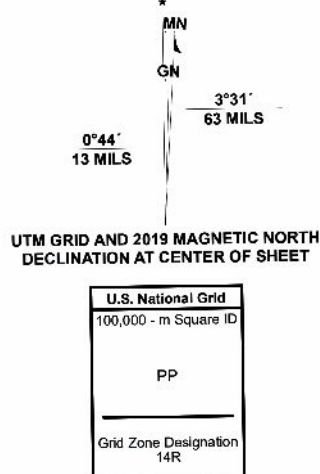 *
MN
GN
3°31´
63 MILS
0°44´
13 MILS
UTM GRID AND 2019 MAGNETIC NORTH
DECLINATION AT CENTER OF SHEET
U.S. National Grid
100,000 - m Square ID
PP
Grid Zone Designation
14R